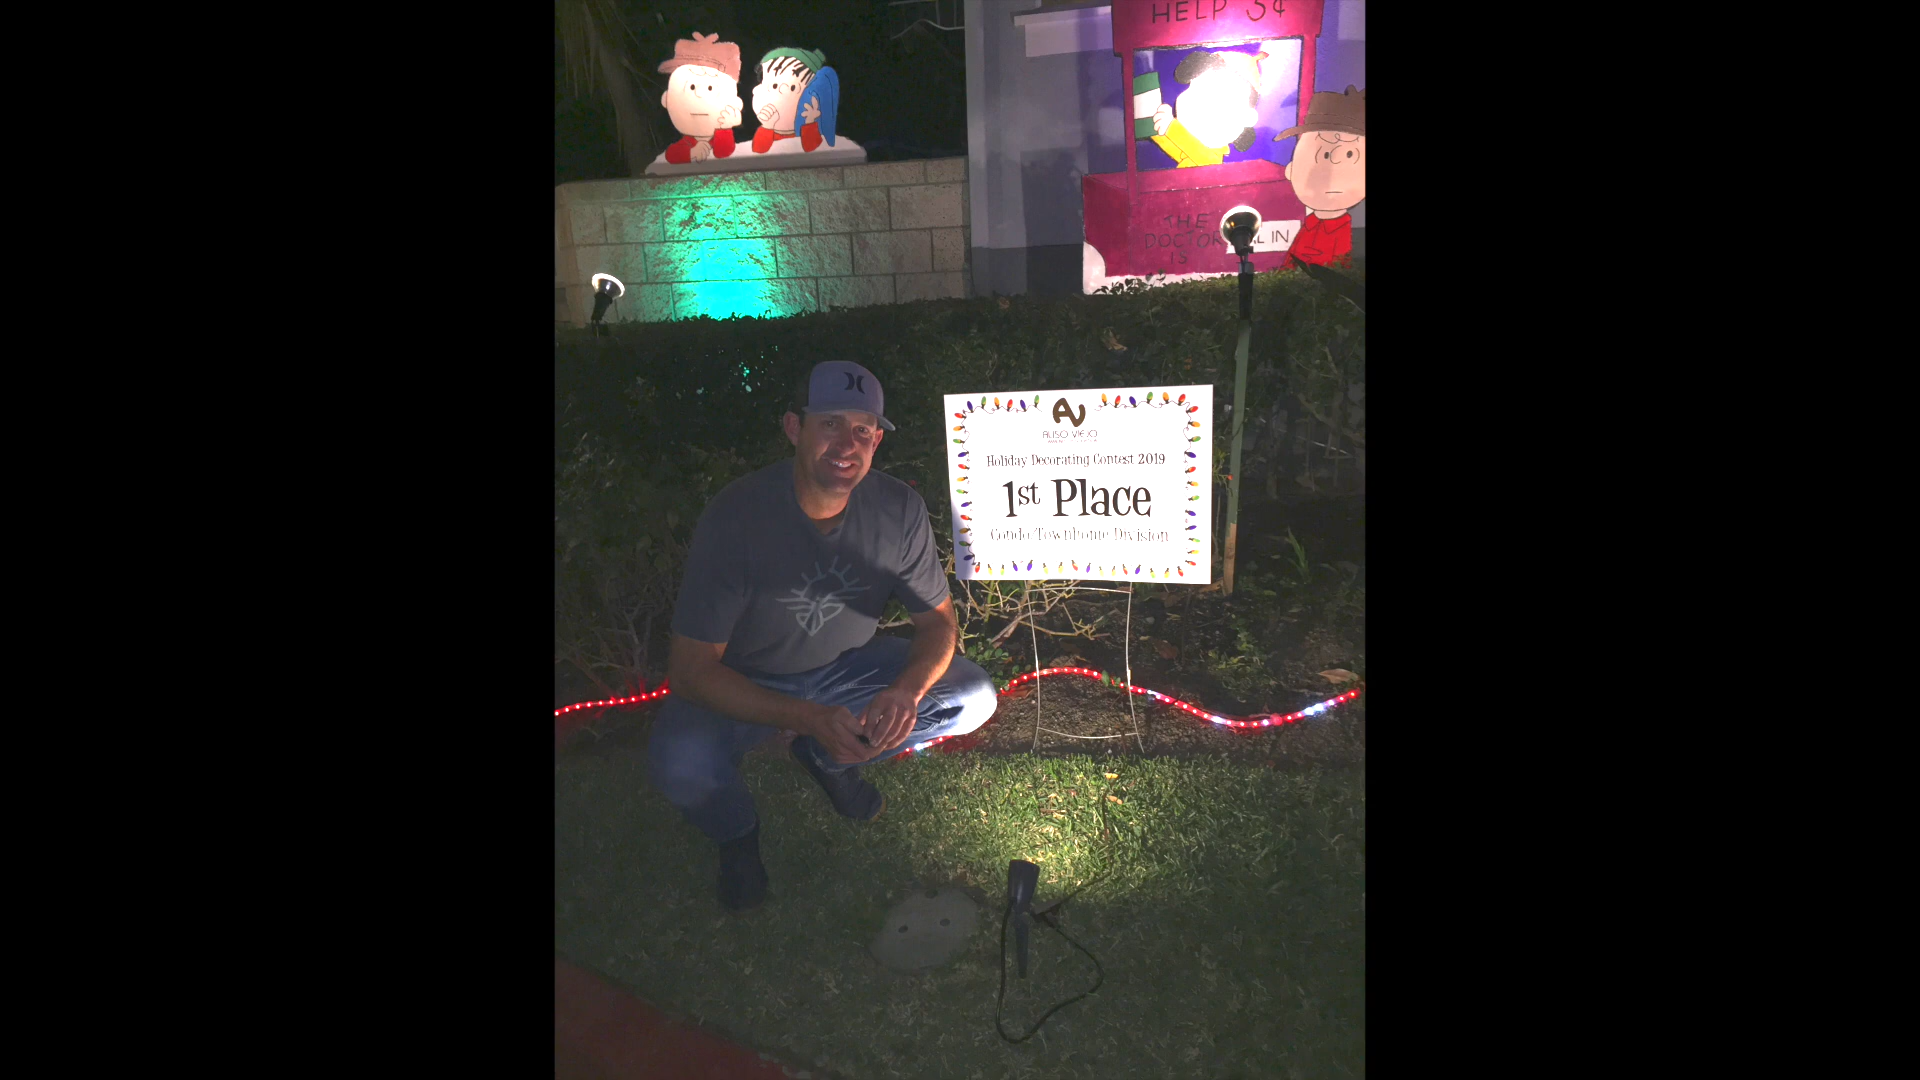 HELP 5¢
THE
DOCTOR
IS
IN
AV
ALISO VIEJO
Holiday Decorating Contest 2019
1st Place
Condo/Townhome Division